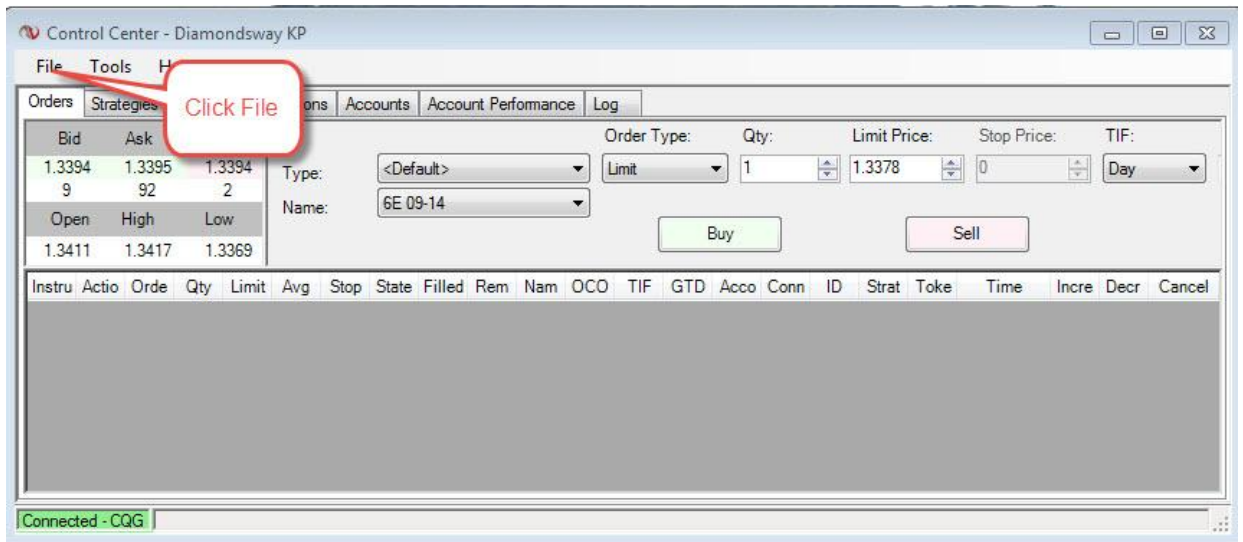 Control Center - Diamondsway KP
File Tools H
Click File
Orders Strategies ons Accounts Account Performance Log
Bid Ask Order Type: Qty: Limit Price: Stop Price: TIF:
1.3394 1.3395 1.3394 Type: <Default> Limit 1 1.3378 0 Day
9 92 2 Name: 6E 09-14
Open High Low Buy Sell
1.3411 1.3417 1.3369
Instru Actio Orde Qty Limit Avg Stop State Filled Rem Nam OCO TIF GTD Acco Conn ID Strat Toke Time Incre Decr Cancel
Connected - CQG